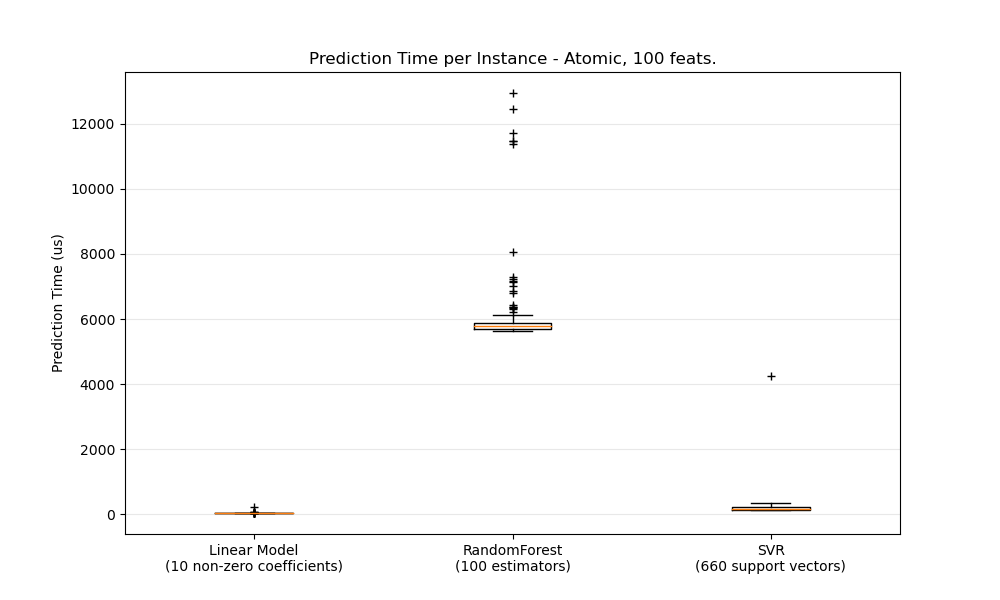 Prediction Time per Instance - Atomic, 100 feats.
Prediction Time (us)
12000
10000
8000
6000
4000
2000
0
Linear Model
(10 non-zero coefficients)
RandomForest
(100 estimators)
SVR
(660 support vectors)